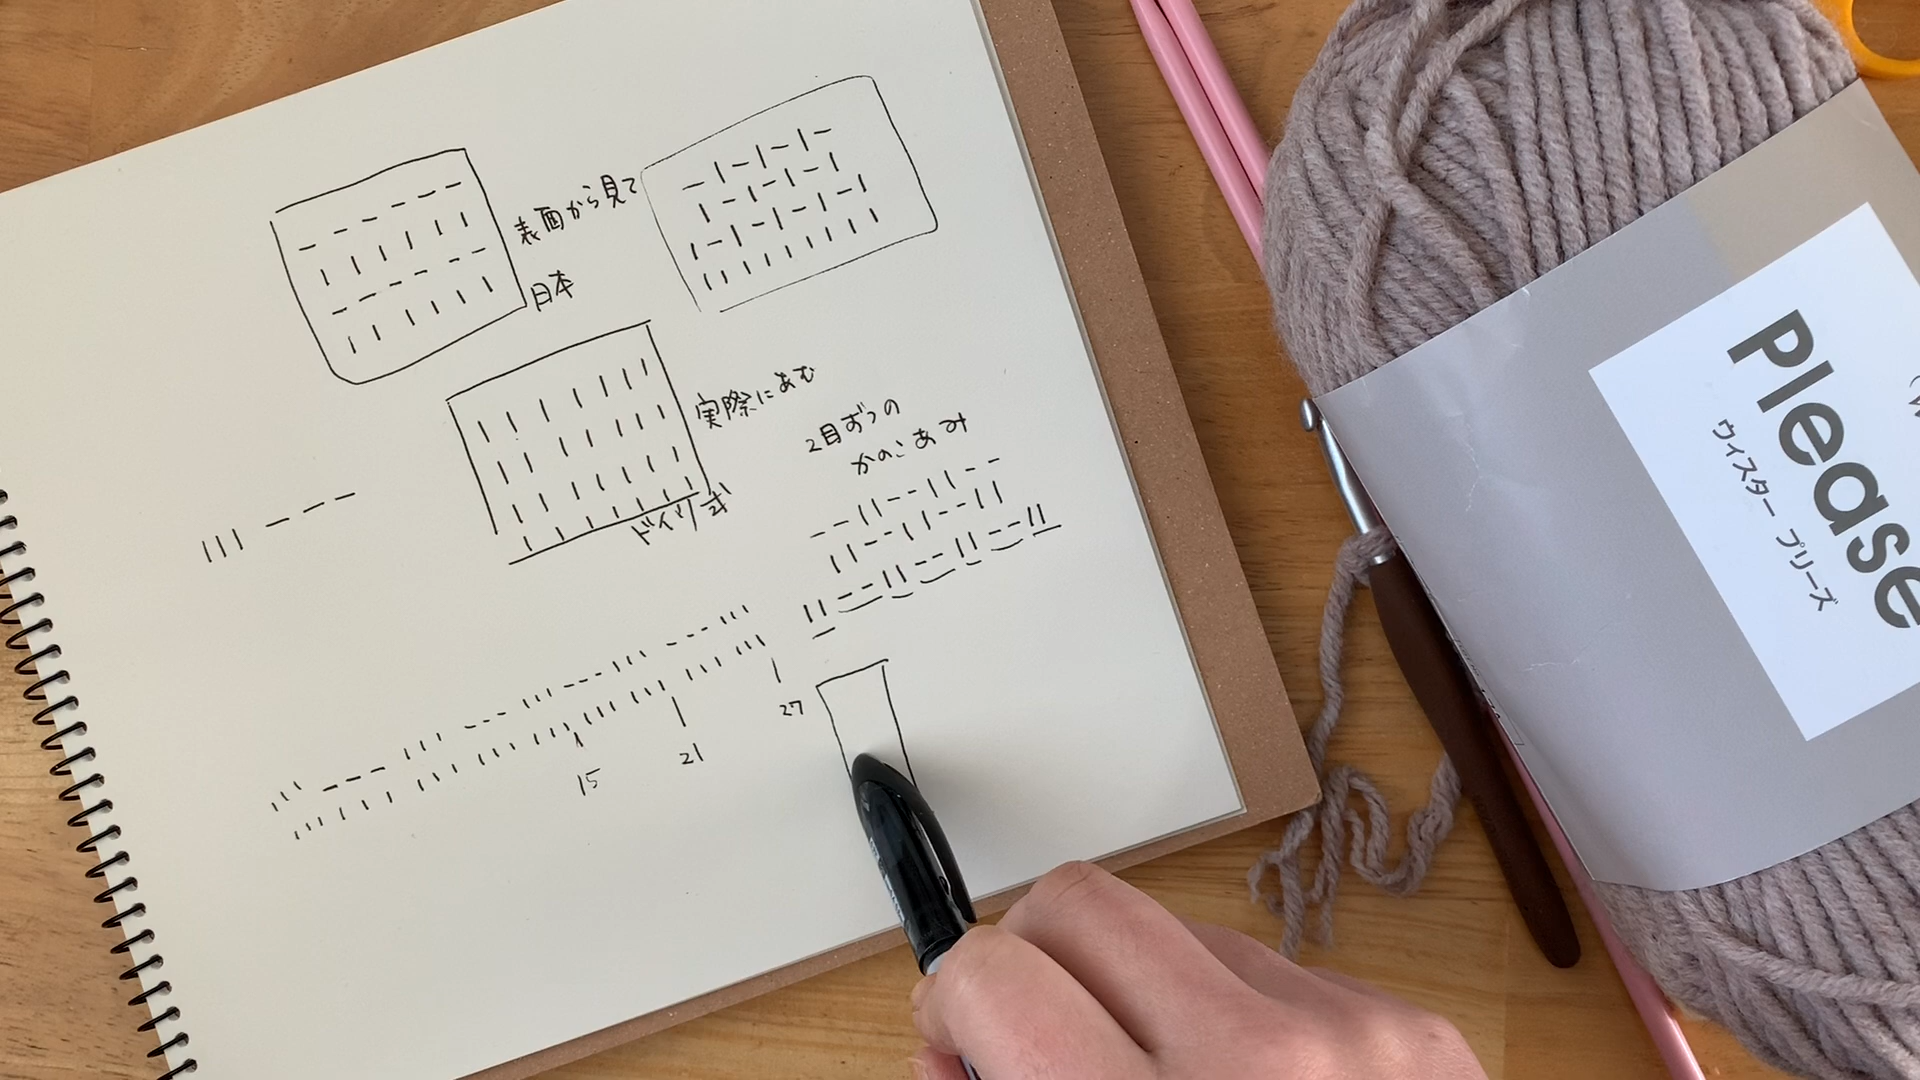 表面から見て
日本
実際にあむ
ドイツ式
2目ずつの
かのこあみ
15
21
27
Please
ウィスター プリーズ